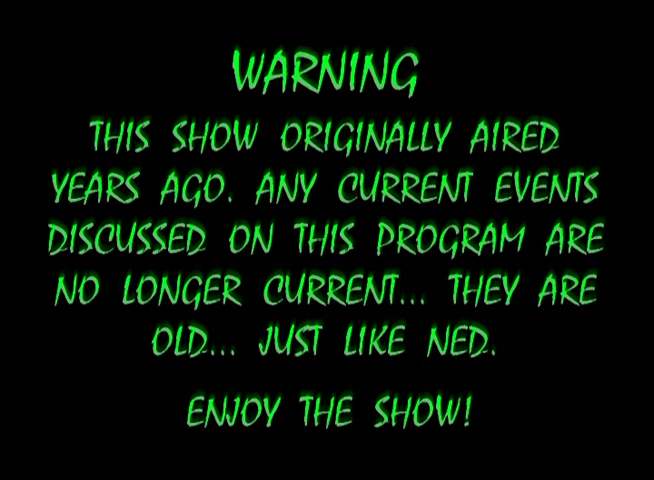 WARNING
THIS SHOW ORIGINALLY AIRED
YEARS AGO. ANY CURRENT EVENTS
DISCUSSED ON THIS PROGRAM ARE
NO LONGER CURRENT... THEY ARE
OLD... JUST LIKE NED.
ENJOY THE SHOW!